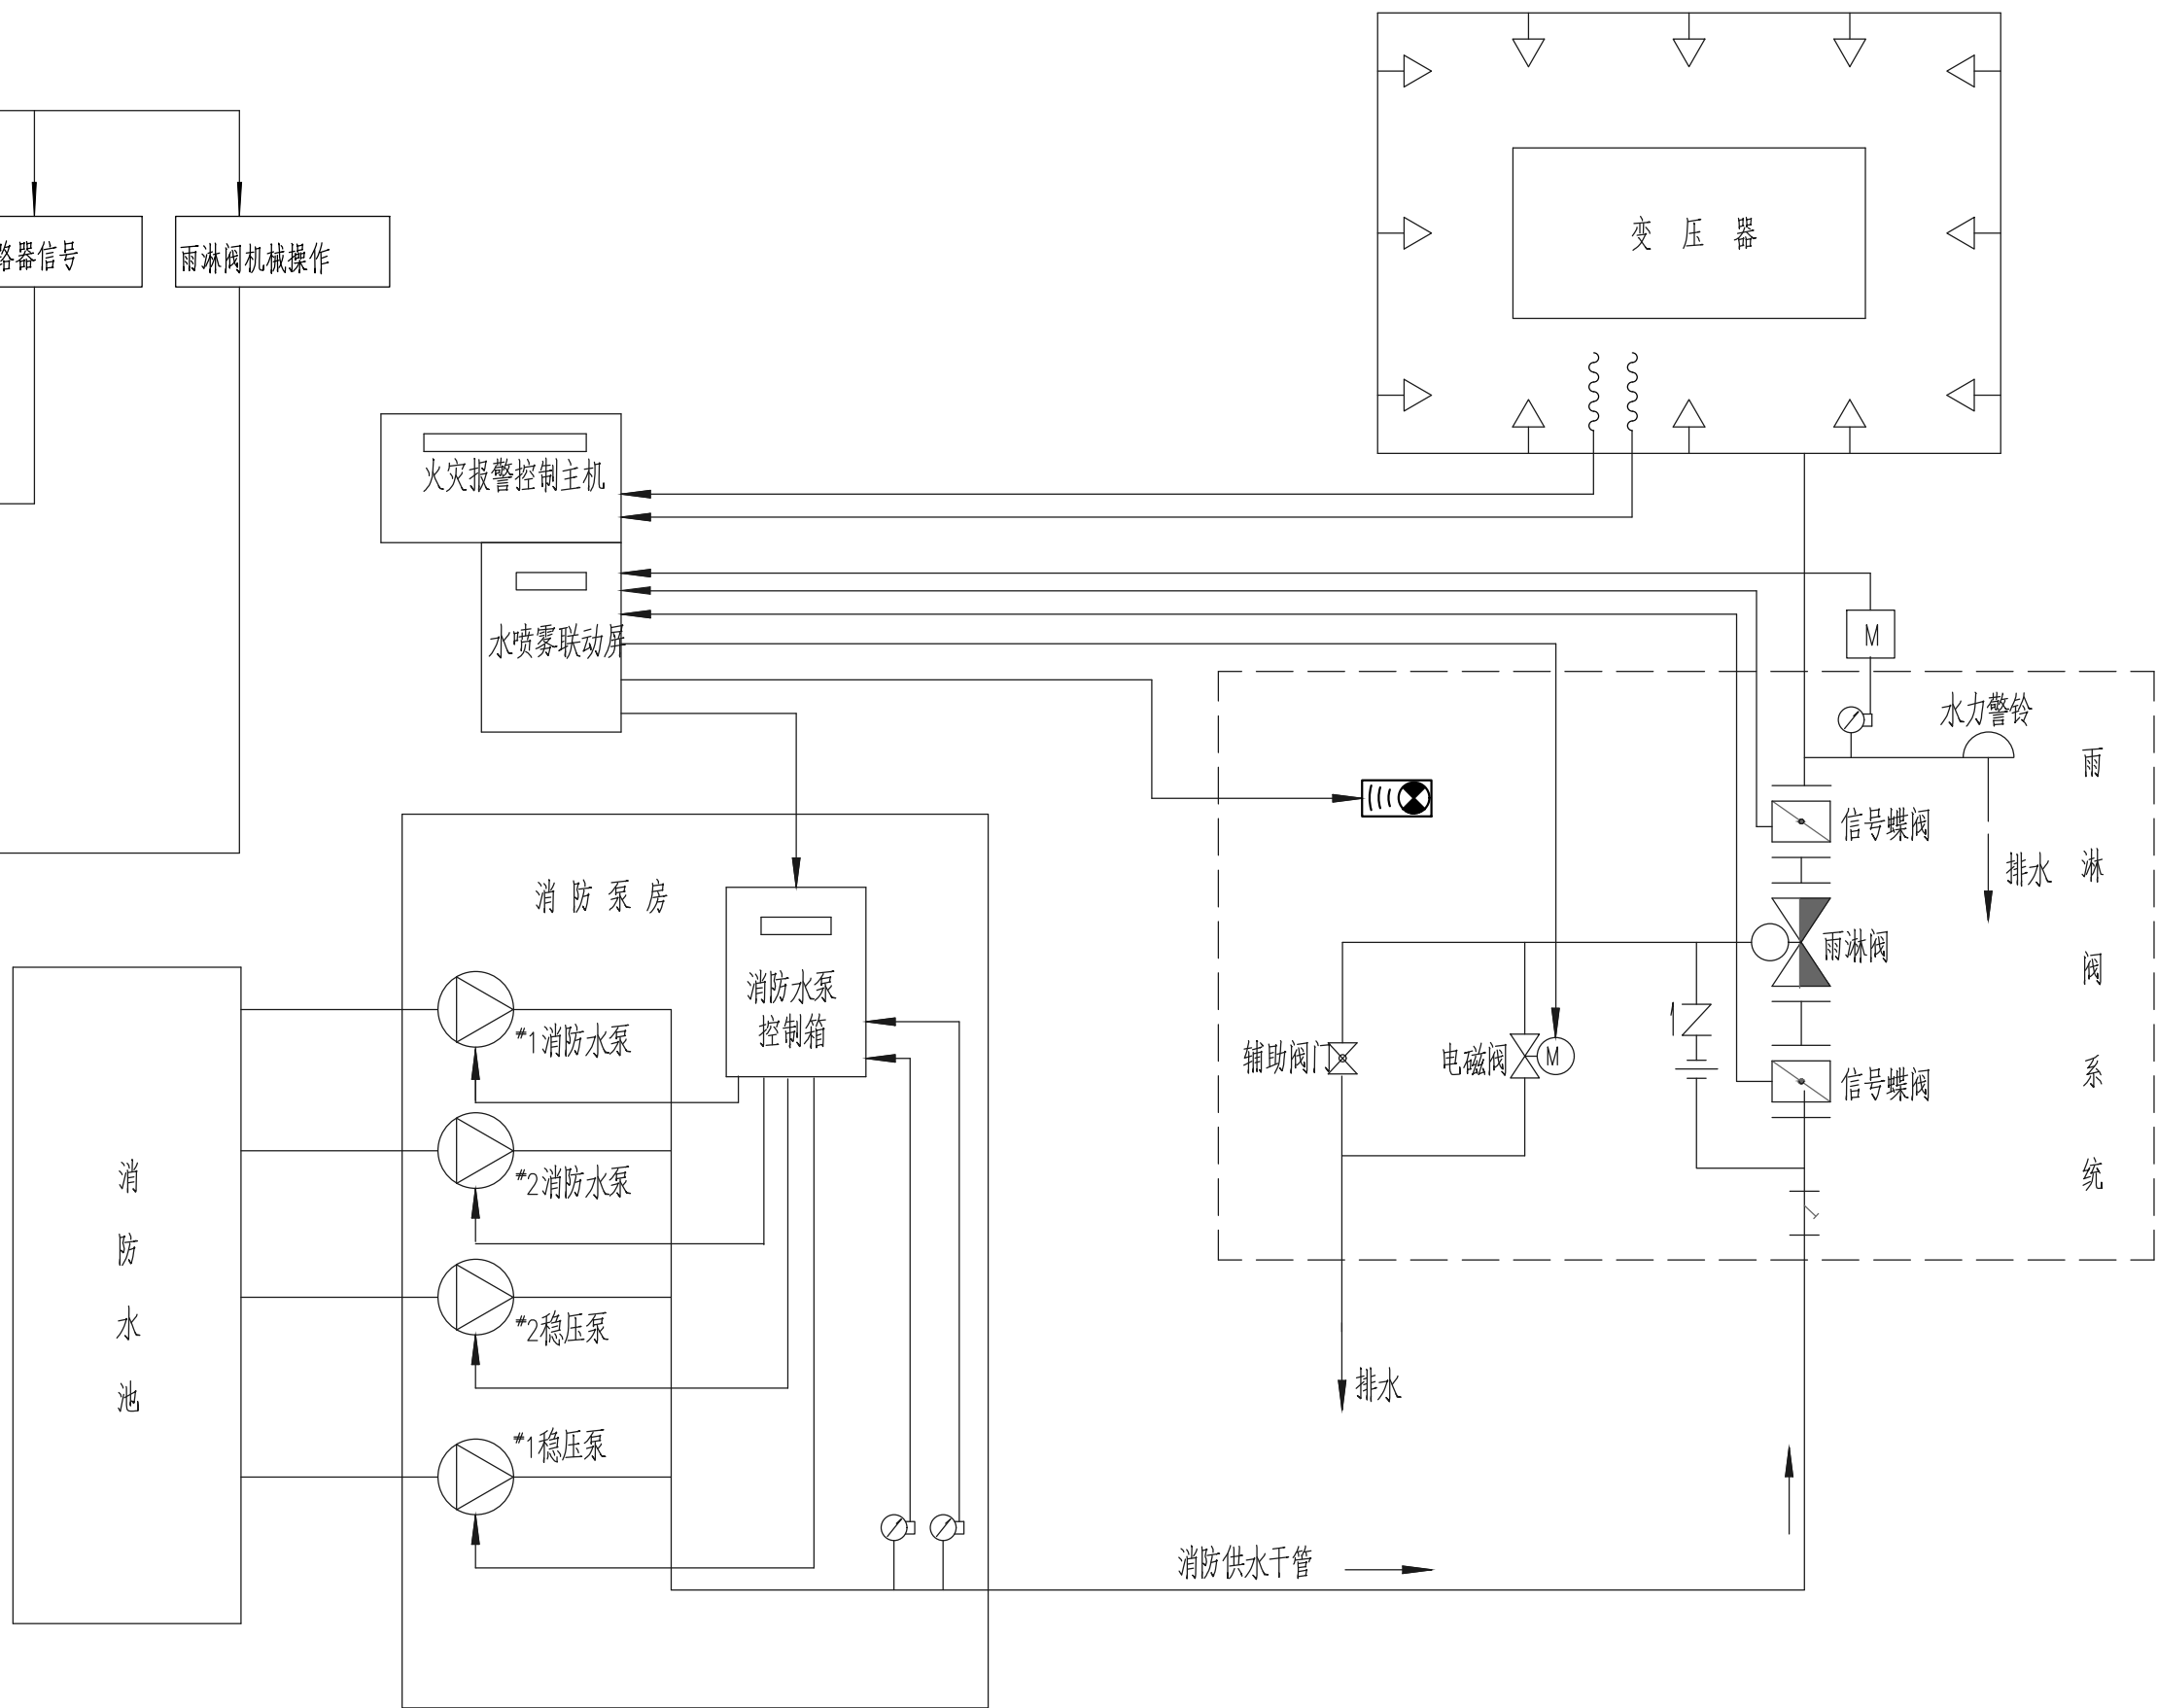 变压器
路器信号
雨淋阀机械操作
火灾报警控制主机
水喷雾联动屏
M
水力警铃
雨淋阀系统
信号蝶阀
排水
消防泵房
雨淋阀
消防水泵
控制箱
#1消防水泵
辅助阀门
电磁阀
M
信号蝶阀
消防水池
#2消防水泵
#2稳压泵
排水
#1稳压泵
消防供水干管